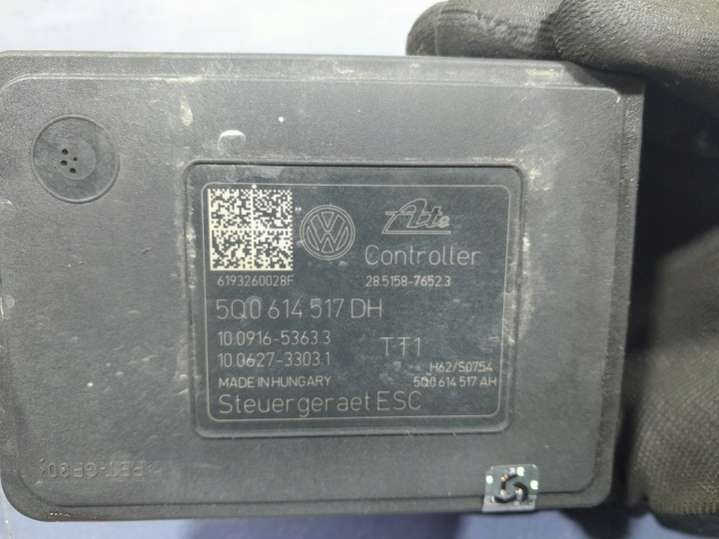 Ate
Controller
6193260028F
28.5158-7652.3
5Q0 614 517 DH
10.0916-5363.3
10.0627-3303.1
TT1
H62/S0754
MADE IN HUNGARY
5Q0 614 517 AH
Steuergeraet ESC